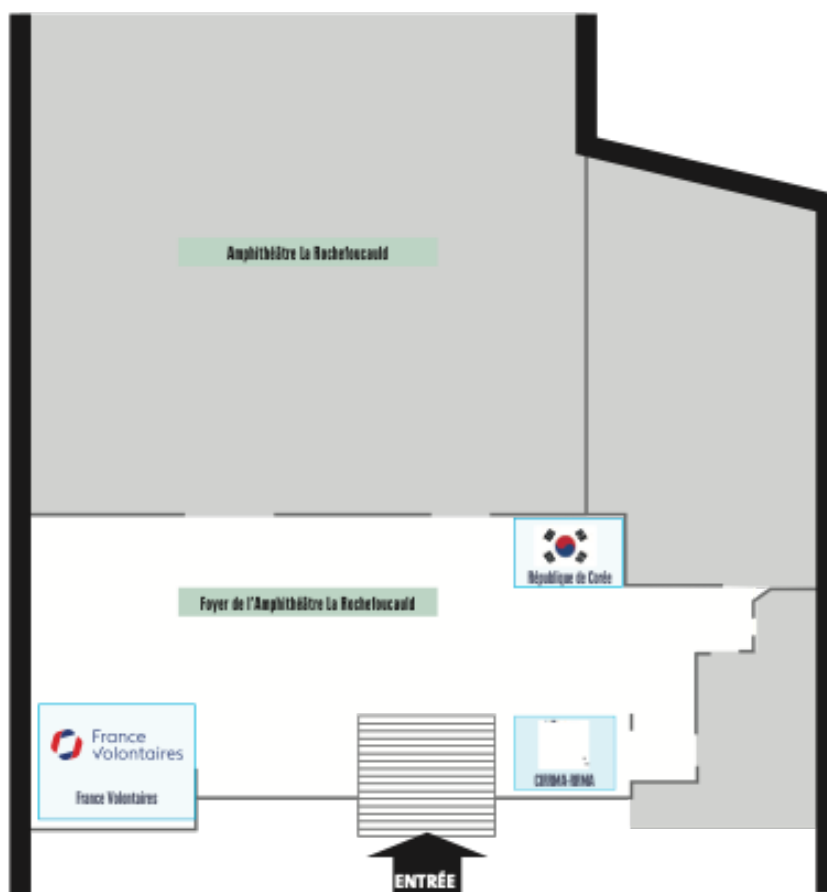 Amphithéâtre La Rochefoucauld
République de Corée
Foyer de l'Amphithéâtre La Rochefoucauld
France
Volontaires
France Volontaires
ENTRÉE